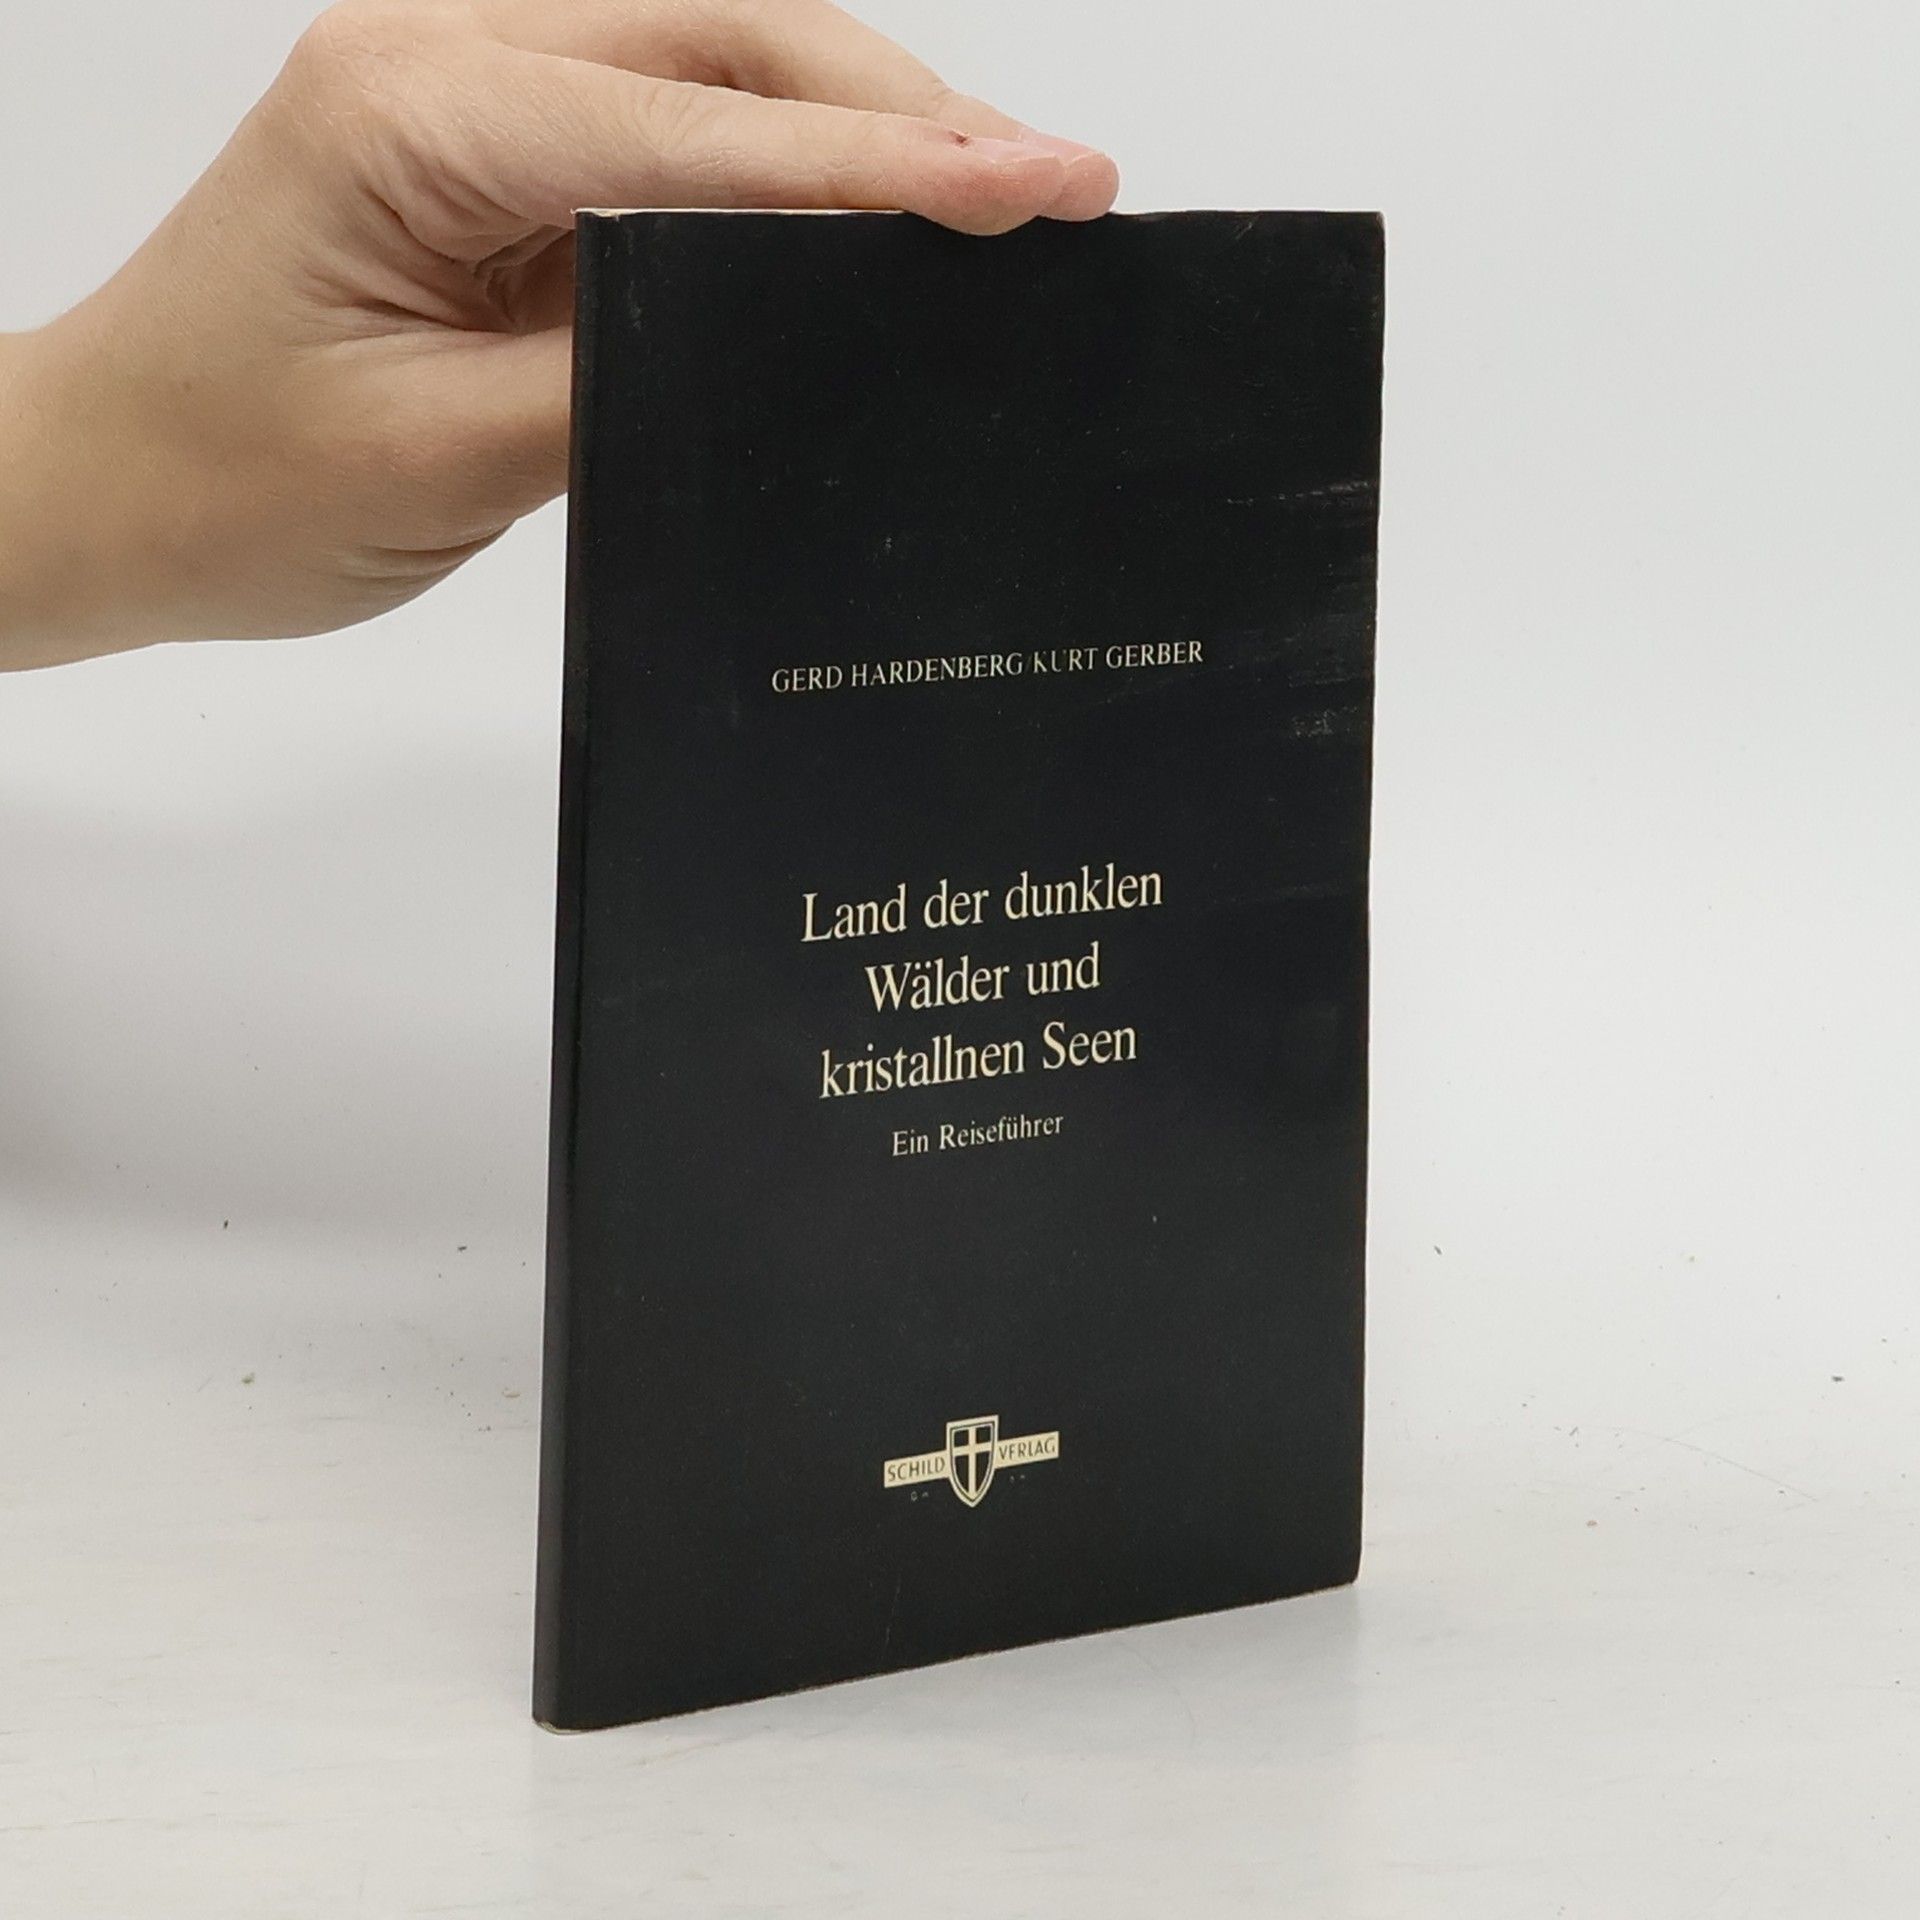 GERD HARDENBERG/KURT GERBER
Land der dunklen
Wälder und
kristallnen Seen
Ein Reiseführer
SCHILD VERLAG